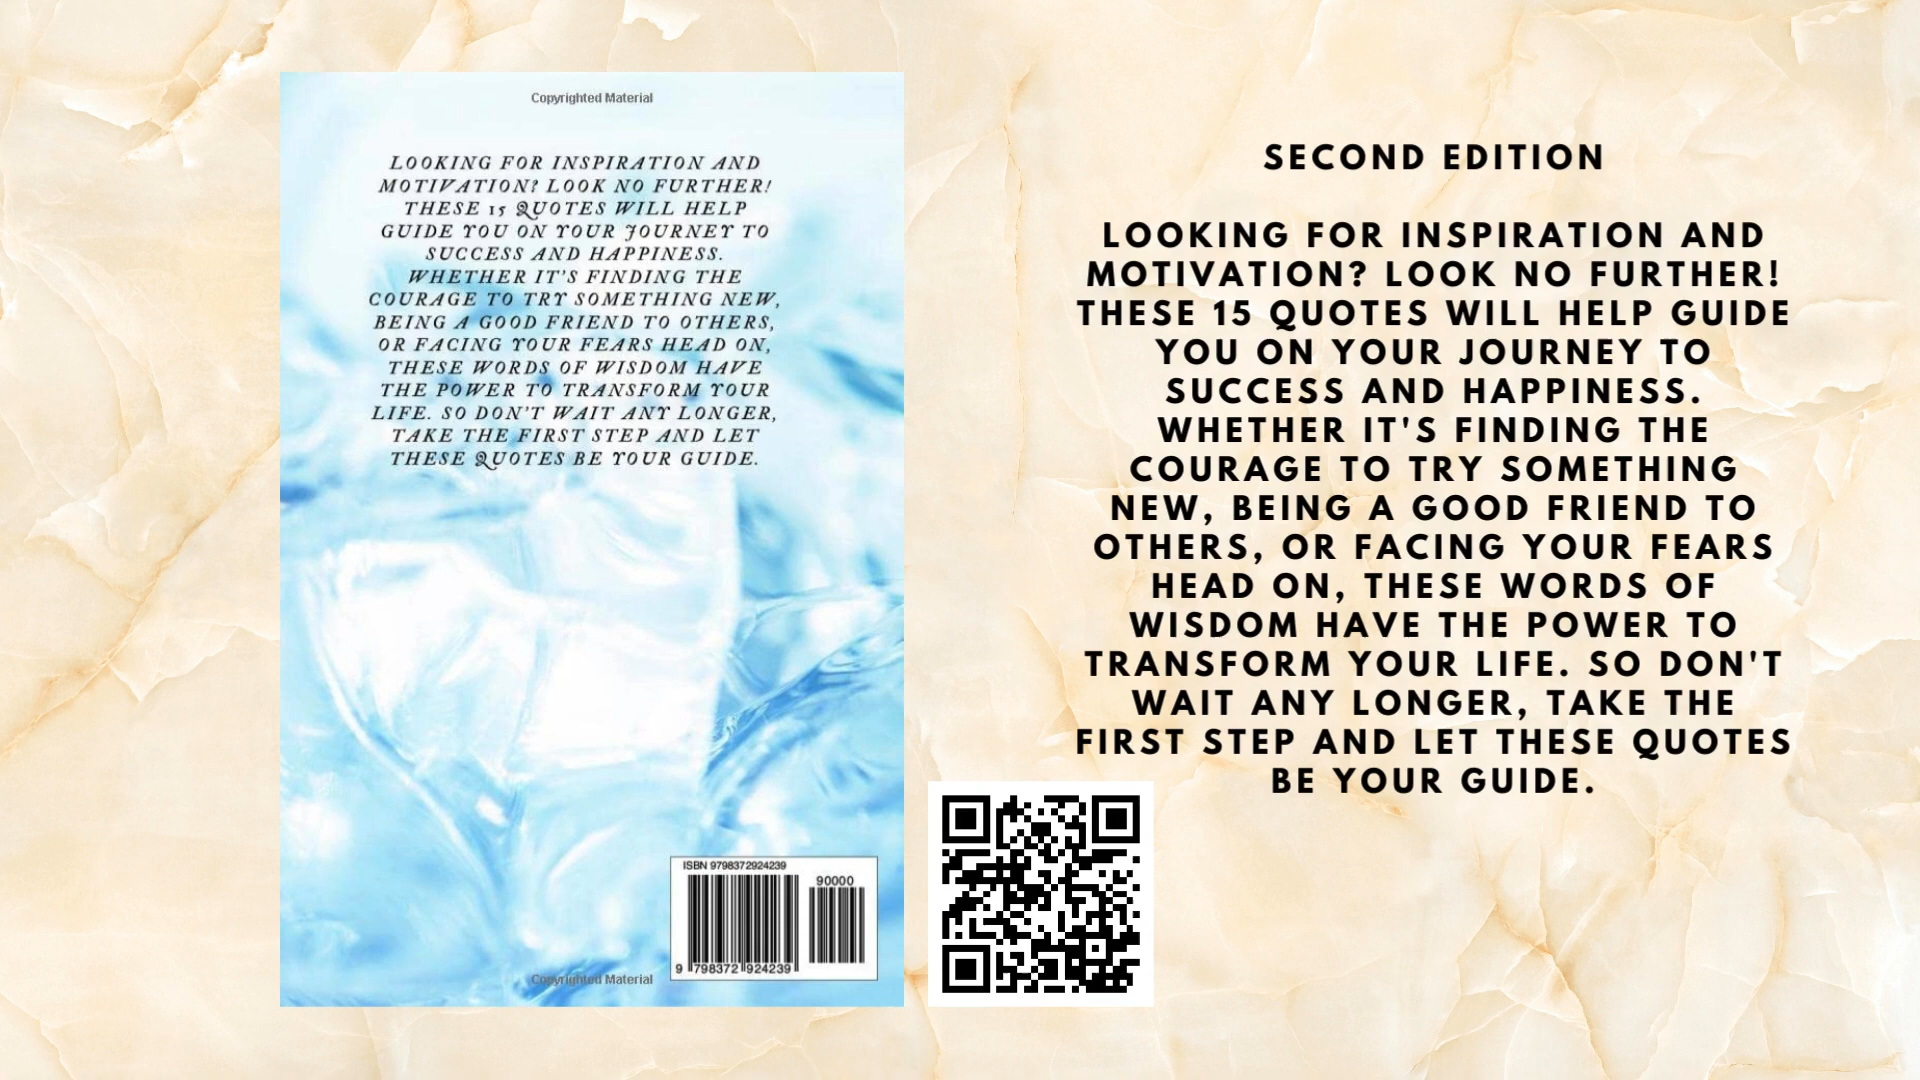 Copyrighted Material
LOOKING FOR INSPIRATION AND
MOTIVATION? LOOK NO FURTHER!
THESE 15 QUOTES WILL HELP
GUIDE YOU ON YOUR JOURNEY TO
SUCCESS AND HAPPINESS.
WHETHER IT'S FINDING THE
COURAGE TO TRY SOMETHING NEW,
BEING A GOOD FRIEND TO OTHERS,
OR FACING YOUR FEARS HEAD ON,
THESE WORDS OF WISDOM HAVE
THE POWER TO TRANSFORM YOUR
LIFE. SO DON'T WAIT ANY LONGER,
TAKE THE FIRST STEP AND LET
THESE QUOTES BE YOUR GUIDE.
ISBN 9798372924239
90000
9 798372 924239
Copyrighted Material
SECOND EDITION
LOOKING FOR INSPIRATION AND
MOTIVATION? LOOK NO FURTHER!
THESE 15 QUOTES WILL HELP GUIDE
YOU ON YOUR JOURNEY TO
SUCCESS AND HAPPINESS.
WHETHER IT'S FINDING THE
COURAGE TO TRY SOMETHING
NEW, BEING A GOOD FRIEND TO
OTHERS, OR FACING YOUR FEARS
HEAD ON, THESE WORDS OF
WISDOM HAVE THE POWER TO
TRANSFORM YOUR LIFE. SO DON'T
WAIT ANY LONGER, TAKE THE
FIRST STEP AND LET THESE QUOTES
BE YOUR GUIDE.